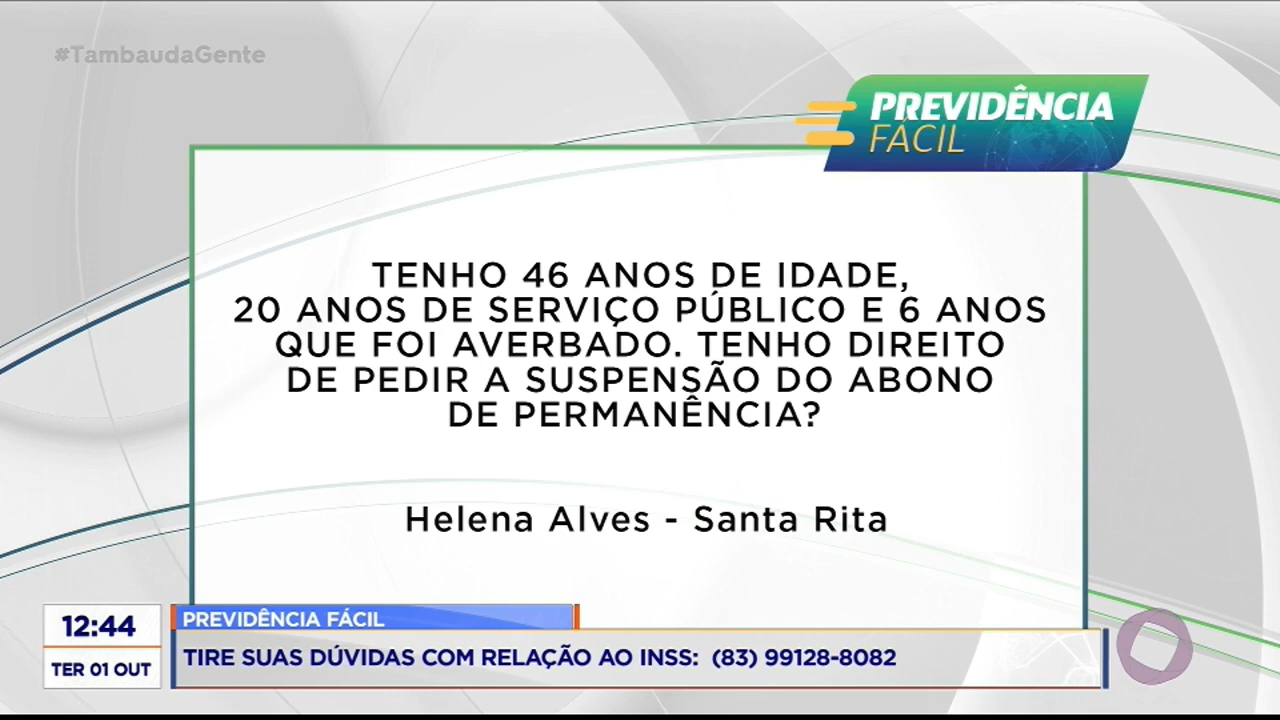 #TambaudaGente
PREVIDÊNCIA
FÁCIL
TENHO 46 ANOS DE IDADE,
20 ANOS DE SERVIÇO PÚBLICO E 6 ANOS
QUE FOI AVERBADO. TENHO DIREITO
DE PEDIR A SUSPENSÃO DO ABONO
DE PERMANÊNCIA?
Helena Alves - Santa Rita
12:44
PREVIDÊNCIA FÁCIL
TER 01 OUT
TIRE SUAS DÚVIDAS COM RELAÇÃO AO INSS: (83) 99128-8082